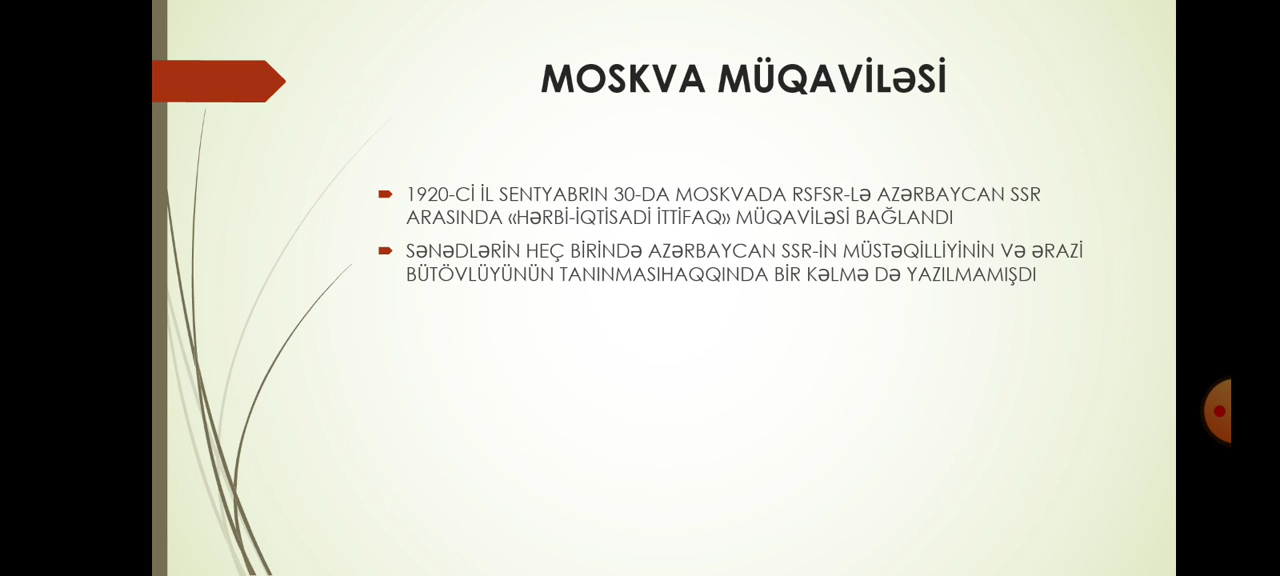 MOSKVA MÜQAVİLƏSİ
1920-Cİ İL SENTYABRIN 30-DA MOSKVADA RSFSR-LƏ AZƏRBAYCAN SSR
ARASINDA «HƏRBİ-İQTİSADİ İTTİFAQ» MÜQAVİLƏSİ BAĞLANDI
SƏNƏDLƏRİN HEÇ BİRİNDƏ AZƏRBAYCAN SSR-İN MÜSTƏQİLLİYİNİN VƏ ƏRAZİ
BÜTÖVLÜYÜNÜN TANINMASIHAQQINDA BİR KƏLMƏ DƏ YAZILMAMIŞDI